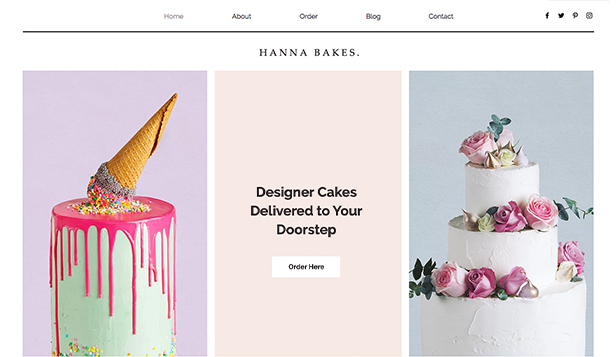 Home About Order Blog Contact
HANNA BAKES.
Designer Cakes
Delivered to Your
Doorstep
Order Here